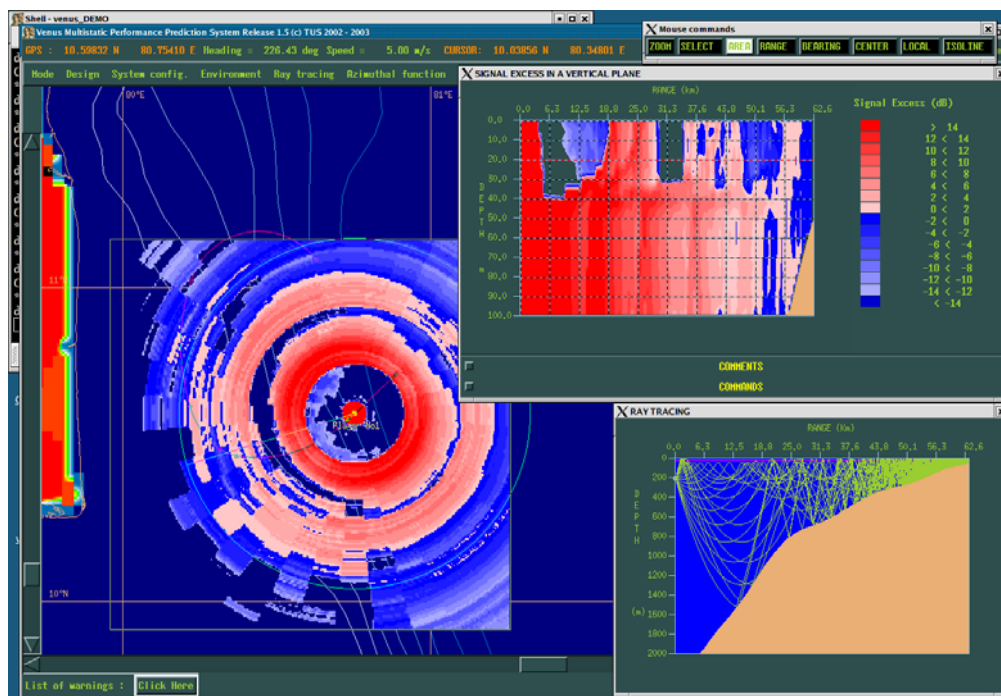 Shell - venus_DEMO
Venus Multistatic Performance Prediction System Release 1.5 (c) TUS 2002 - 2003
GPS : 10.59832 N 80.75410 E Heading = 226.43 deg Speed = 5.00 m/s CURSOR: 10.03856 N 80.34801 E
Mode Design System config. Environment Ray tracing Azimuthal function
Mouse commands
ZOOM SELECT AREA RANGE BEARING CENTER LOCAL ISOLINE
80°E
81°E
11°
10°N
List of warnings : Click Here
SIGNAL EXCESS IN A VERTICAL PLANE
RANGE (km)
0.0 6.3 12.5 18.8 25.0 31.3 37.6 43.8 50.1 56.3 62.6
DEPTH
m
0,0
10,0
20,0
30,0
40,0
50,0
60,0
70,0
80,0
90,0
100,0
Signal Excess (dB)
> 14
12 < 14
10 < 12
8 < 10
6 < 8
4 < 6
2 < 4
0 < 2
-2 < 0
-4 < -2
-6 < -4
-8 < -6
-10 < -8
-12 < -10
-14 < -12
< -14
COMMENTS
COMMANDS
RAY TRACING
RANGE (Km)
0.0 6.3 12.5 18.8 25.0 31.3 37.6 43.8 50.1 56.3 62.6
DEPTH
(m)
0
200
400
600
800
1000
1200
1400
1600
1800
2000